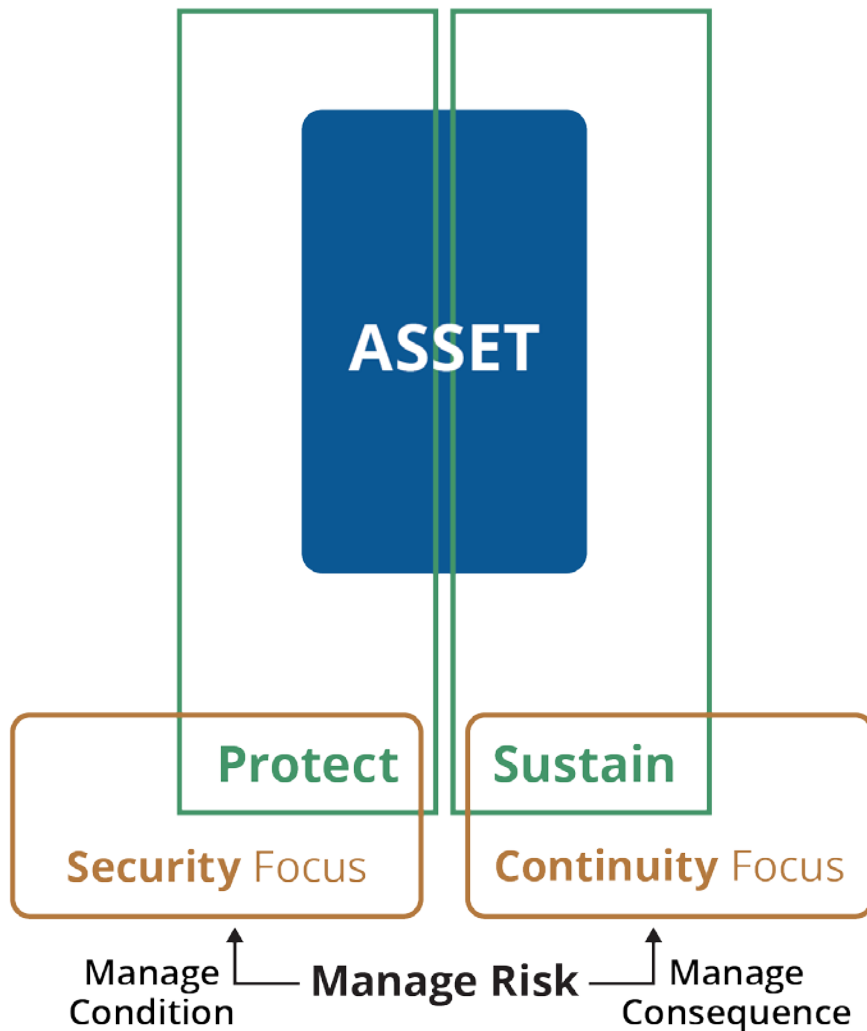 ASSET
Protect
Sustain
Security Focus
Continuity Focus
Manage
Condition
Manage Risk
Manage
Consequence